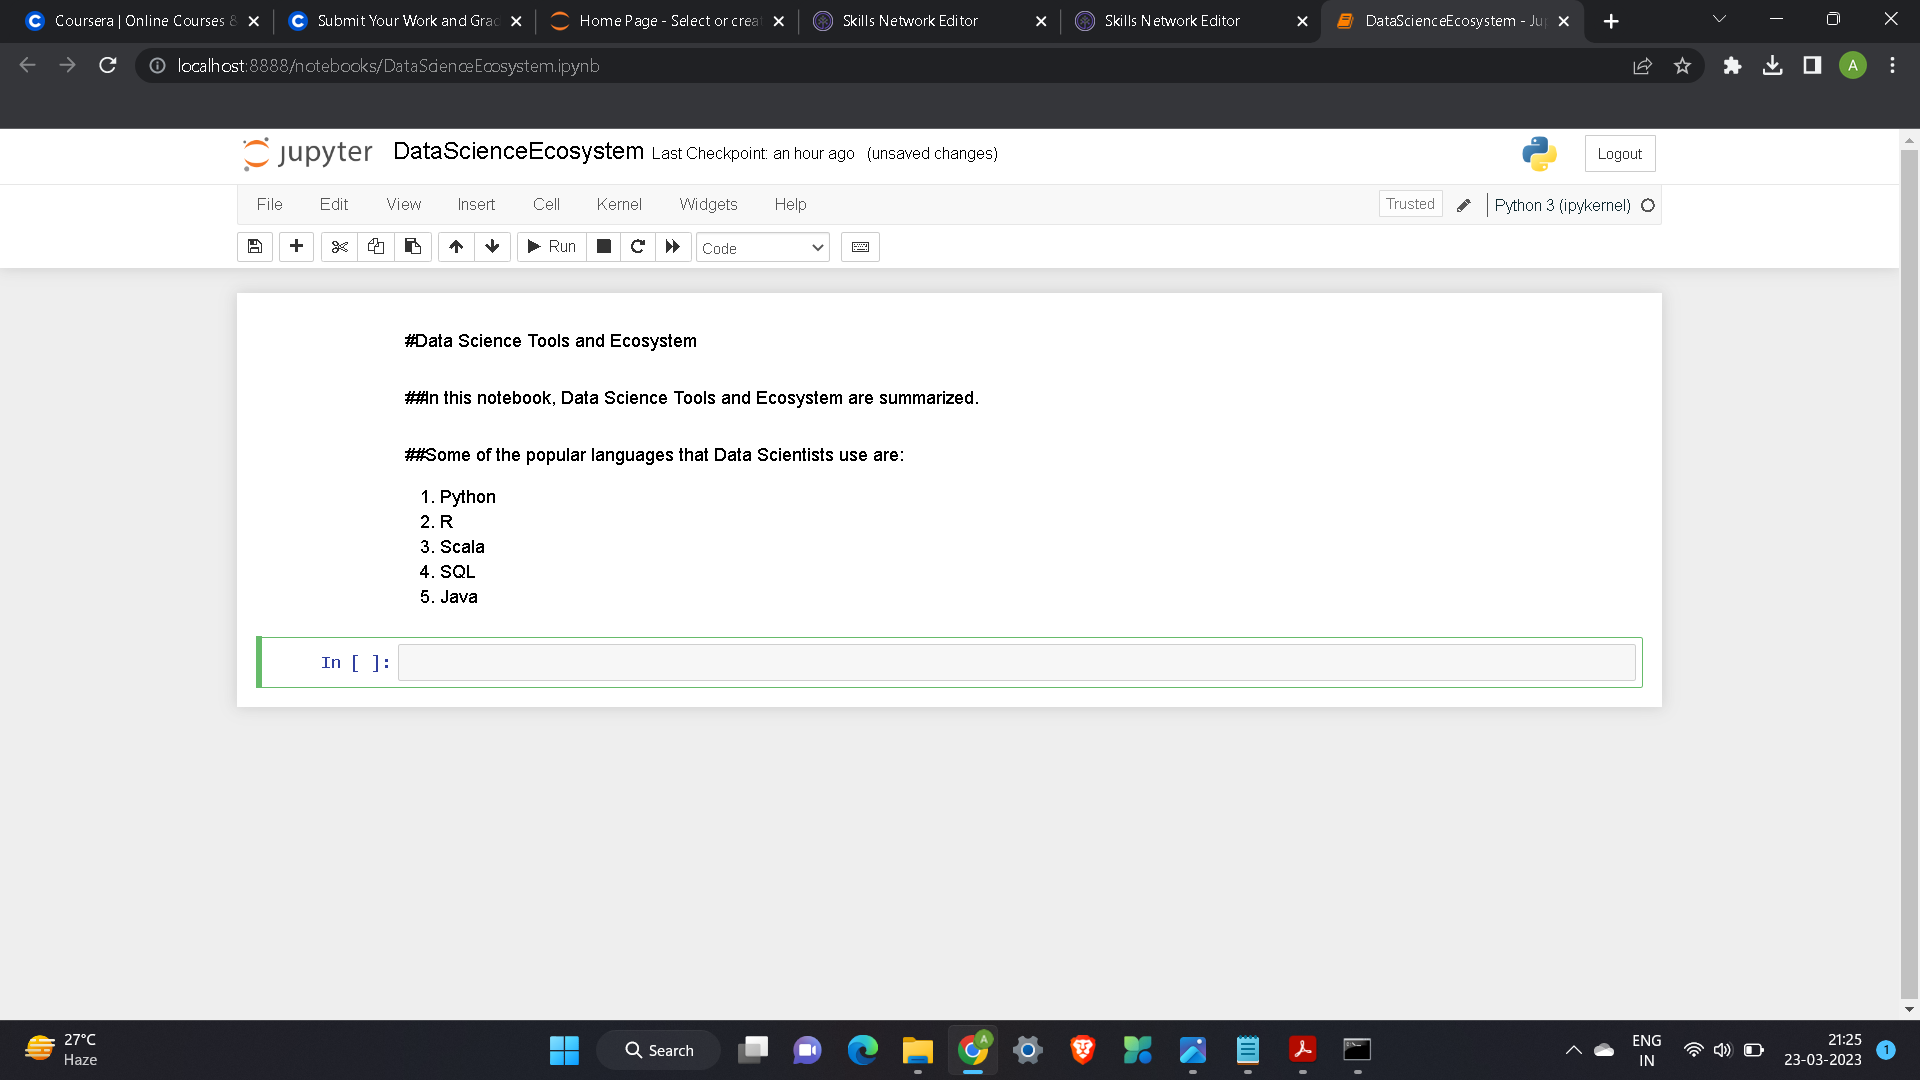 Coursera | Online Courses &
Submit Your Work and Grad
Home Page - Select or creat
Skills Network Editor
Skills Network Editor
DataScienceEcosystem - Jup
localhost:8888/notebooks/DataScienceEcosystem.ipynb
A
jupyter DataScienceEcosystem Last Checkpoint: an hour ago (unsaved changes)
Logout
File Edit View Insert Cell Kernel Widgets Help
Trusted
Python 3 (ipykernel)
Run
Code
#Data Science Tools and Ecosystem
##In this notebook, Data Science Tools and Ecosystem are summarized.
##Some of the popular languages that Data Scientists use are:
1. Python
2. R
3. Scala
4. SQL
5. Java
In [ ]:
27°C
Haze
Search
A
ENG
IN
21:25
23-03-2023
1